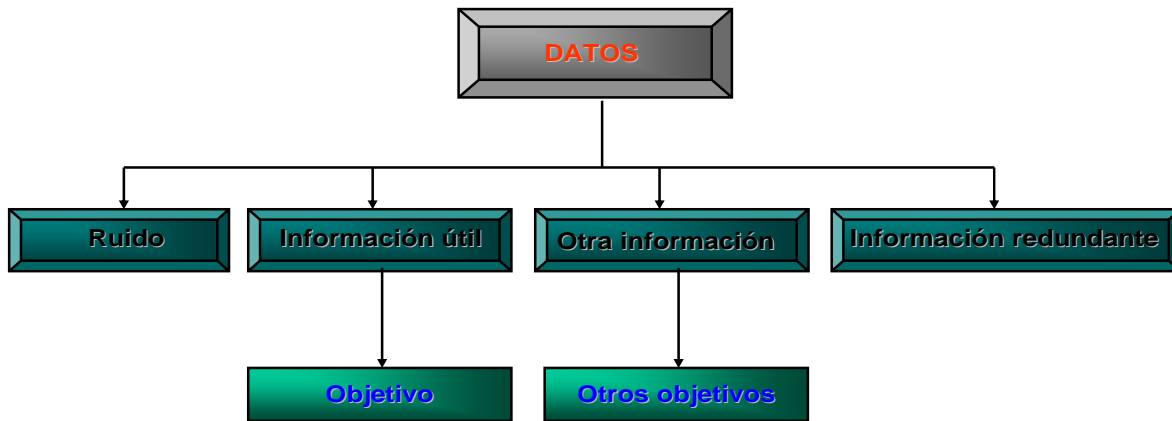 DATOS
Ruido
Información útil
Otra información
Información redundante
Objetivo
Otros objetivos